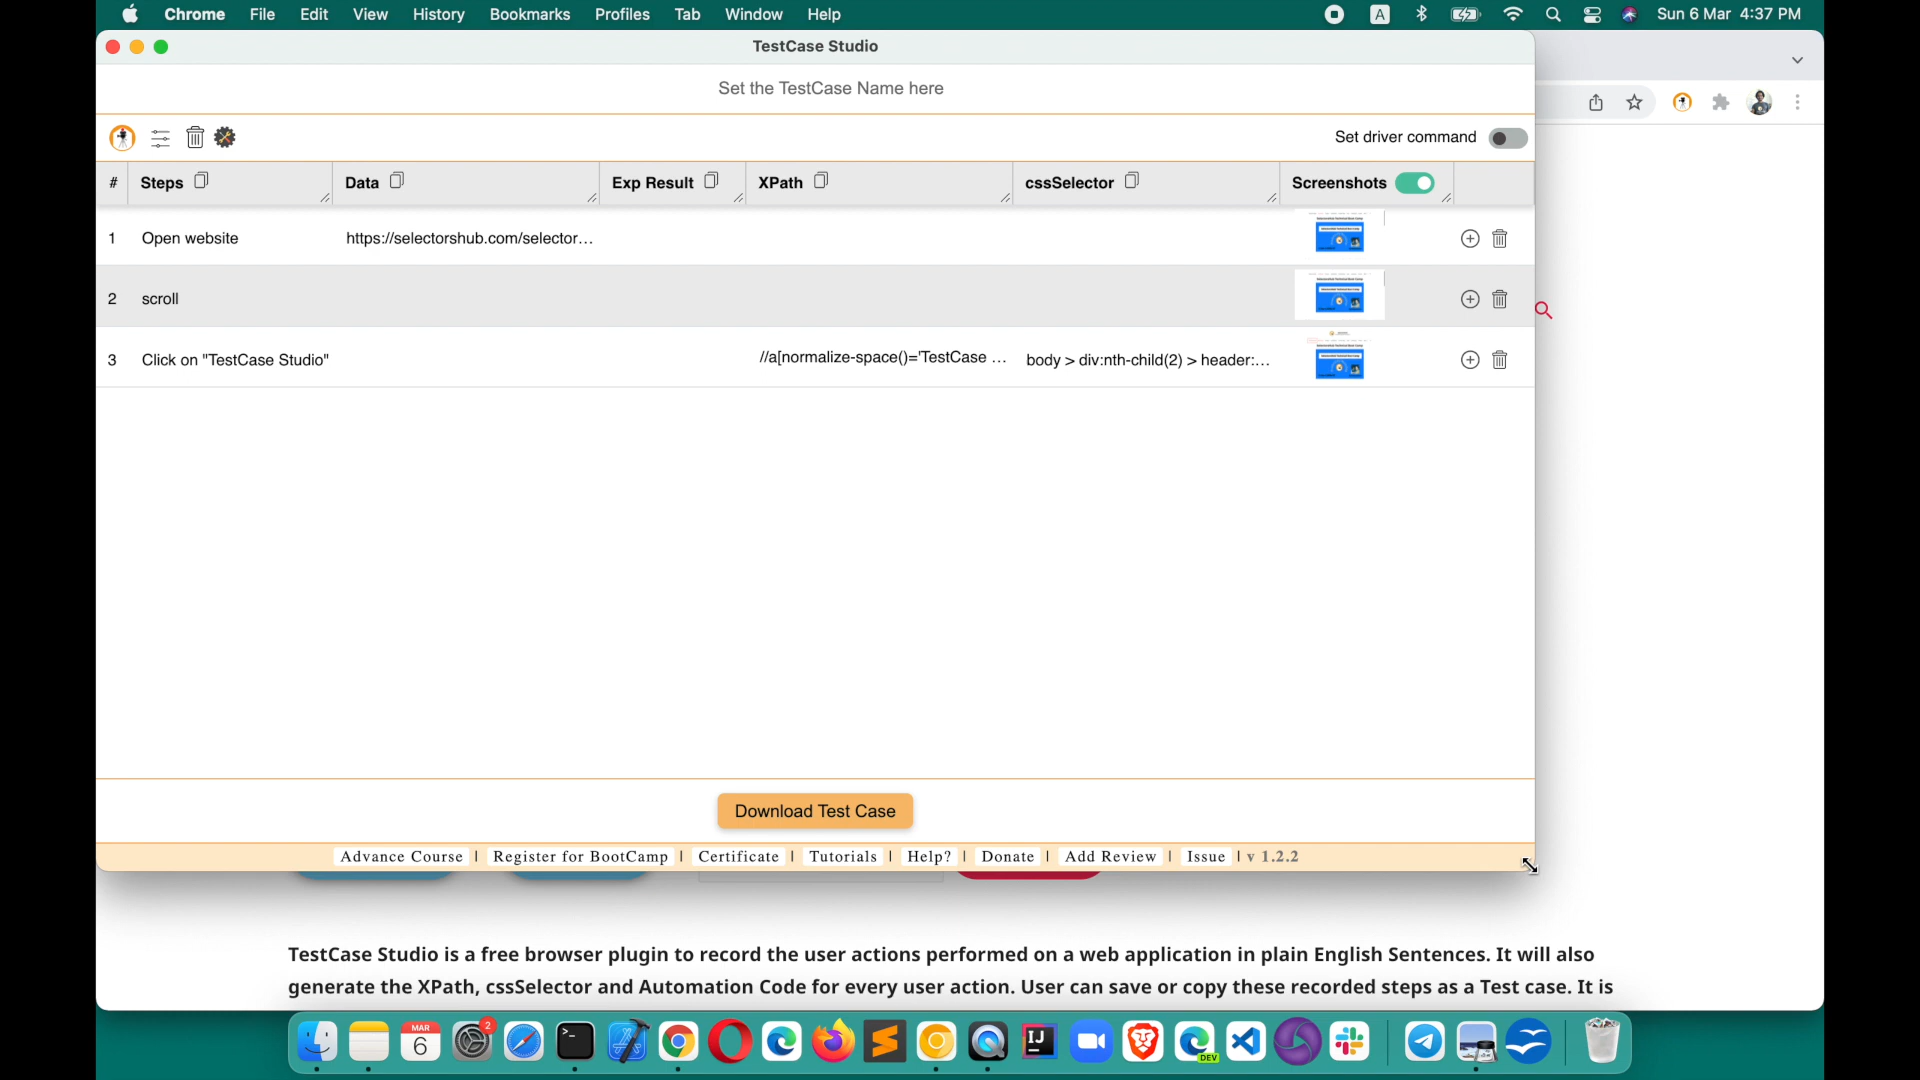 Chrome File Edit View History Bookmarks Profiles Tab Window Help A Sun 6 Mar 4:37 PM
TestCase Studio
Set the TestCase Name here
Set driver command
# Steps Data Exp Result XPath cssSelector Screenshots
1 Open website https://selectorshub.com/selector...
2 scroll
3 Click on "TestCase Studio" //a[normalize-space()='TestCase ... body > div:nth-child(2) > header:...
Download Test Case
Advance Course | Register for BootCamp | Certificate | Tutorials | Help? | Donate | Add Review | Issue | v 1.2.2
TestCase Studio is a free browser plugin to record the user actions performed on a web application in plain English Sentences. It will also
generate the XPath, cssSelector and Automation Code for every user action. User can save or copy these recorded steps as a Test case. It is
MAR 6 2 >_ IJ DEV